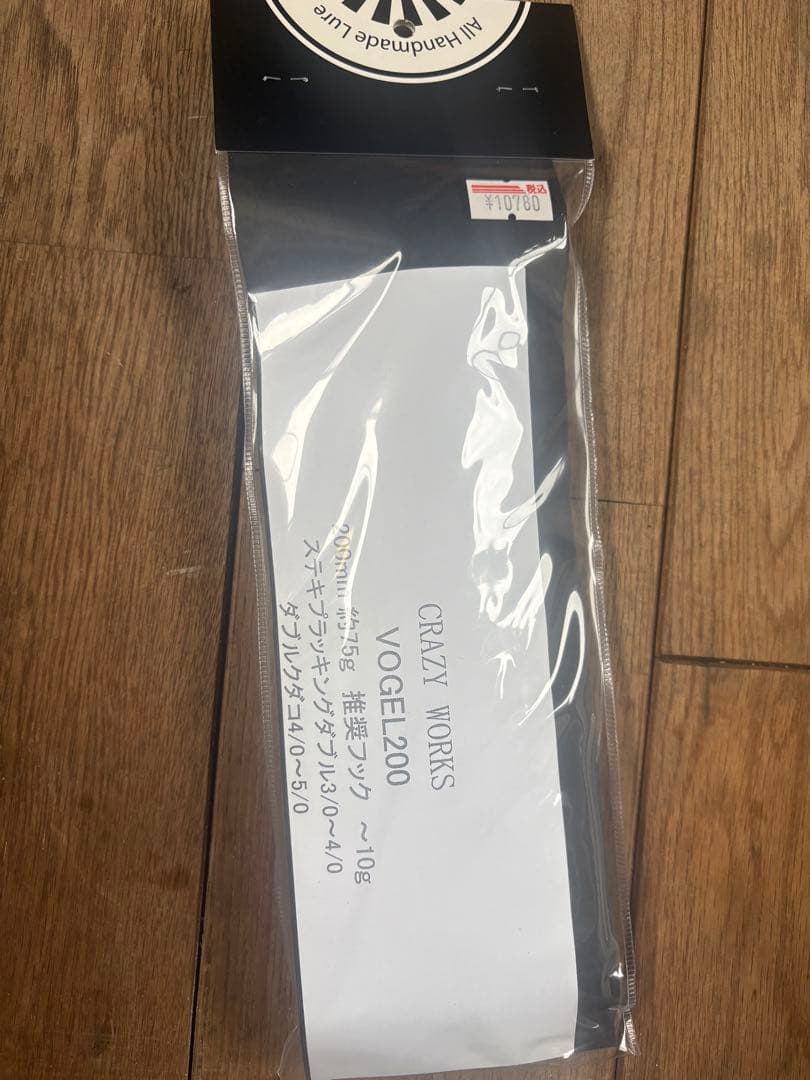 All Handmade Lure
税込
¥10780
CRAZY WORKS
VOGEL200
200mm 約75g 推奨フック ～10g
ステキプラッキングダブル3/0～4/0
ダブルクダコ4/0～5/0